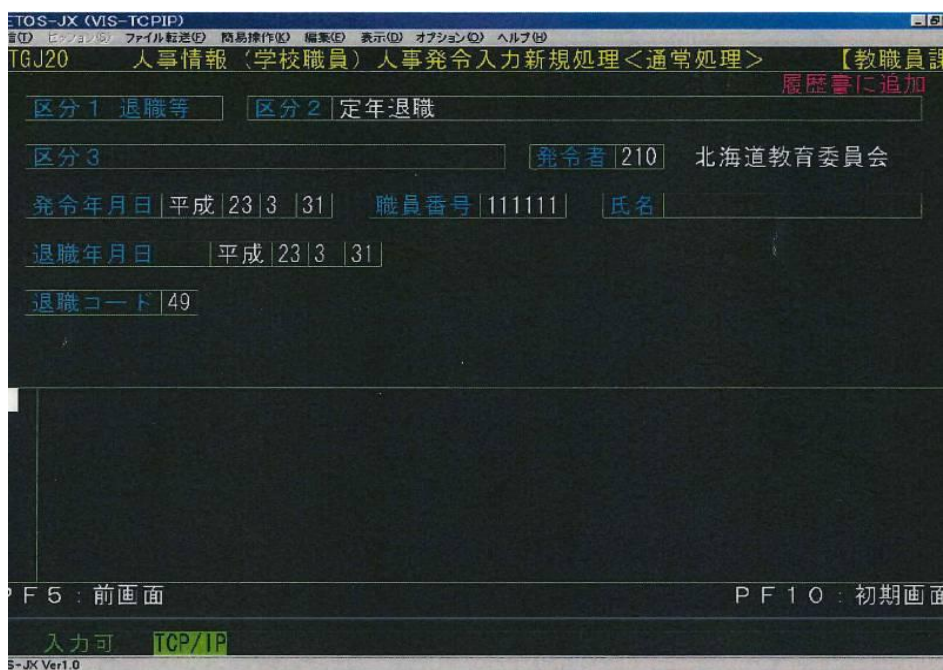 ETOS-JX (VIS-TCPIP)
ファイル転送(F) 簡易操作(K) 編集(E) 表示(D) オプション(O) ヘルプ(H)
TGJ20 人事情報（学校職員）人事発令入力新規処理＜通常処理＞ 【教職員課
履歴書に追加
区分１ 退職等 区分２ 定年退職
区分３ 発令者 210 北海道教育委員会
発令年月日 平成 23 3 31 職員番号 111111 氏名
退職年月日 平成 23 3 31
退職コード 49
ＰＦ５：前画面 ＰＦ１０：初期画面
入力可 TCP/IP
S-JX Ver1.0